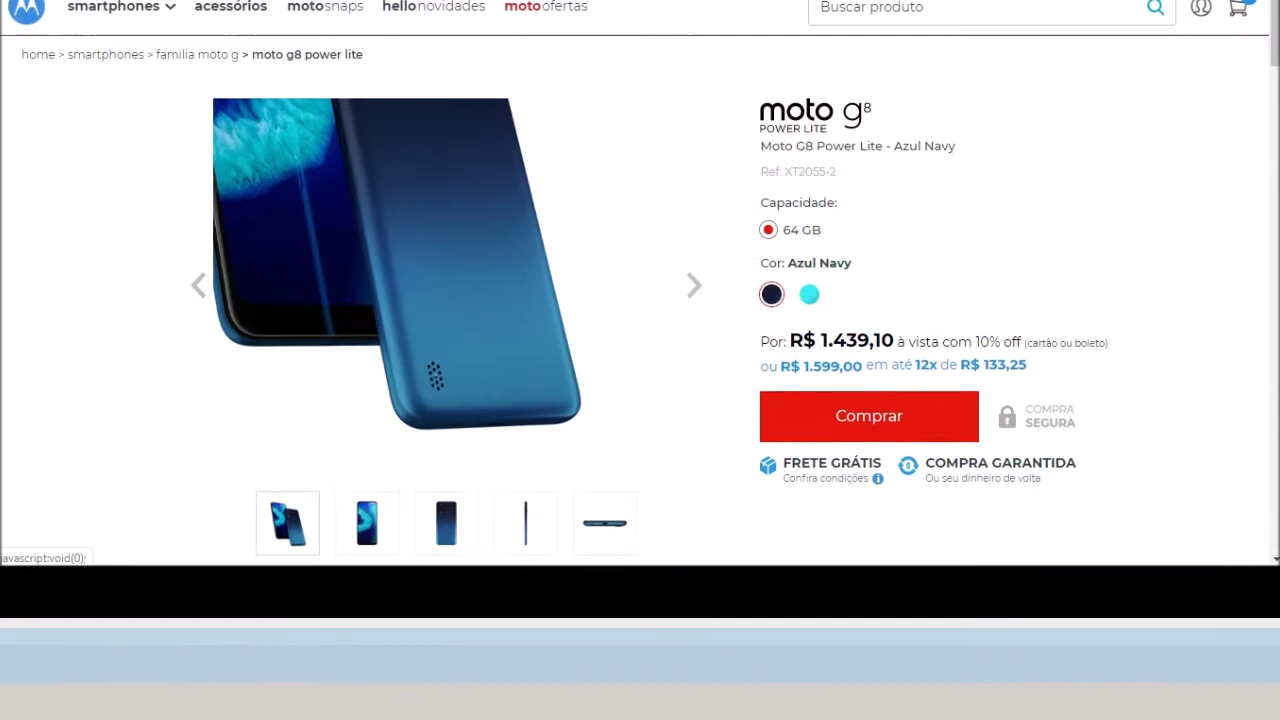 smartphones acessórios motosnaps hellonovidades motoofertas Buscar produto
home > smartphones > familia moto g > moto g8 power lite
moto g8
POWER LITE
Moto G8 Power Lite - Azul Navy
Ref: XT2055-2
Capacidade:
64 GB
Cor: Azul Navy
Por: R$ 1.439,10 à vista com 10% off (cartão ou boleto)
ou R$ 1.599,00 em até 12x de R$ 133,25
Comprar
COMPRA
SEGURA
FRETE GRÁTIS
Confira condições i
COMPRA GARANTIDA
Ou seu dinheiro de volta
javascript:void(0);